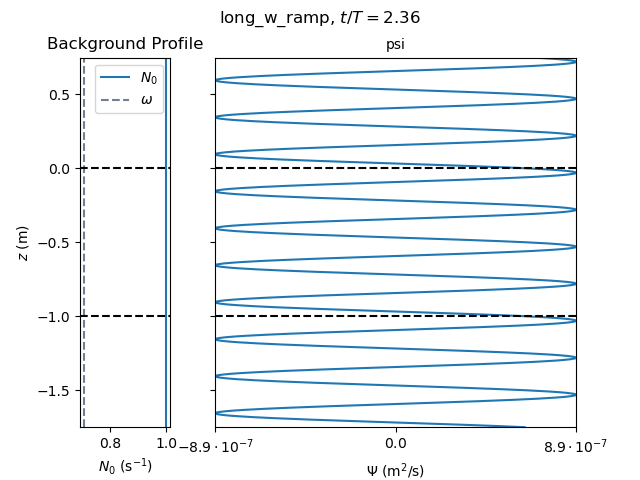 long_w_ramp, t/T = 2.36
Background Profile
psi
N₀
ω
0.5
0.0
−0.5
−1.0
−1.5
z (m)
0.8
1.0
−8.9 · 10⁻⁷
0.0
8.9 · 10⁻⁷
N₀ (s⁻¹)
Ψ (m²/s)